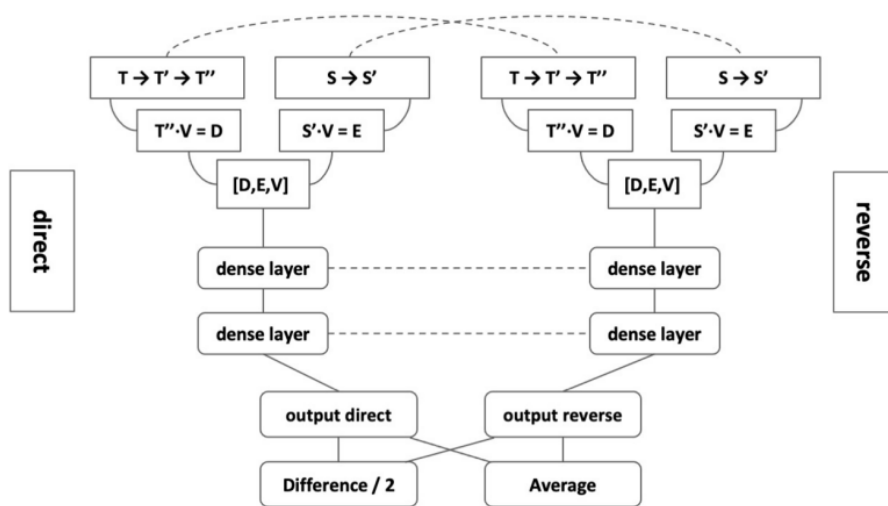 T → T' → T''
S → S'
T → T' → T''
S → S'
T''·V = D
S'·V = E
T''·V = D
S'·V = E
[D,E,V]
[D,E,V]
direct
reverse
dense layer
dense layer
dense layer
dense layer
output direct
output reverse
Difference / 2
Average